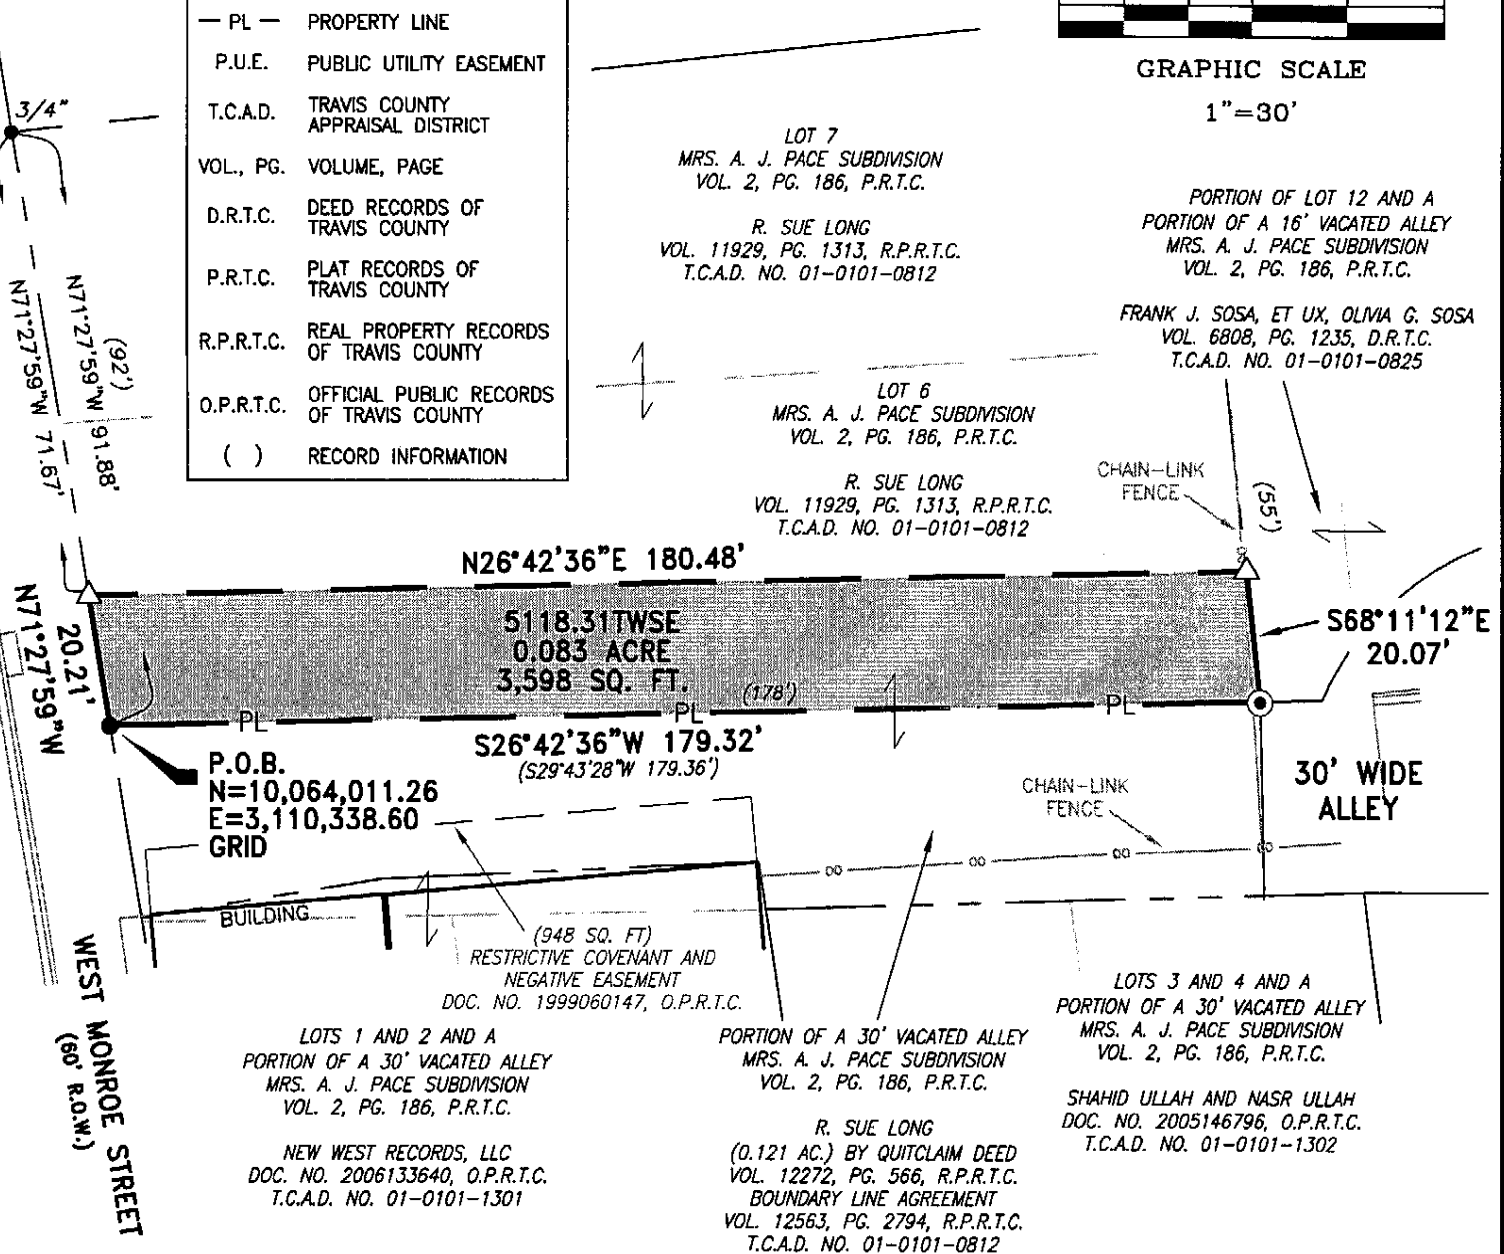 — PL — PROPERTY LINE
P.U.E. PUBLIC UTILITY EASEMENT
T.C.A.D. TRAVIS COUNTY
APPRAISAL DISTRICT
VOL., PG. VOLUME, PAGE
D.R.T.C. DEED RECORDS OF
TRAVIS COUNTY
P.R.T.C. PLAT RECORDS OF
TRAVIS COUNTY
R.P.R.T.C. REAL PROPERTY RECORDS
OF TRAVIS COUNTY
O.P.R.T.C. OFFICIAL PUBLIC RECORDS
OF TRAVIS COUNTY
( ) RECORD INFORMATION
GRAPHIC SCALE
1"=30'
3/4"
LOT 7
MRS. A. J. PACE SUBDIVISION
VOL. 2, PG. 186, P.R.T.C.
R. SUE LONG
VOL. 11929, PG. 1313, R.P.R.T.C.
T.C.A.D. NO. 01-0101-0812
PORTION OF LOT 12 AND A
PORTION OF A 16' VACATED ALLEY
MRS. A. J. PACE SUBDIVISION
VOL. 2, PG. 186, P.R.T.C.
FRANK J. SOSA, ET UX, OLIVIA G. SOSA
VOL. 6808, PG. 1235, D.R.T.C.
T.C.A.D. NO. 01-0101-0825
(92')
N71°27'59"W 91.88'
N71°27'59"W 71.67'
LOT 6
MRS. A. J. PACE SUBDIVISION
VOL. 2, PG. 186, P.R.T.C.
R. SUE LONG
VOL. 11929, PG. 1313, R.P.R.T.C.
T.C.A.D. NO. 01-0101-0812
CHAIN-LINK
FENCE
(55')
N26°42'36"E 180.48'
N71°27'59"W
20.21'
5118.31TWSE
0.083 ACRE
3,598 SQ. FT.
(178')
S68°11'12"E
20.07'
PL
PL
PL
S26°42'36"W 179.32'
(S29°43'28"W 179.36')
P.O.B.
N=10,064,011.26
E=3,110,338.60
GRID
CHAIN-LINK
FENCE
30' WIDE
ALLEY
BUILDING
(948 SQ. FT)
RESTRICTIVE COVENANT AND
NEGATIVE EASEMENT
DOC. NO. 1999060147, O.P.R.T.C.
WEST MONROE STREET
(60' R.O.W.)
LOTS 1 AND 2 AND A
PORTION OF A 30' VACATED ALLEY
MRS. A. J. PACE SUBDIVISION
VOL. 2, PG. 186, P.R.T.C.
NEW WEST RECORDS, LLC
DOC. NO. 2006133640, O.P.R.T.C.
T.C.A.D. NO. 01-0101-1301
PORTION OF A 30' VACATED ALLEY
MRS. A. J. PACE SUBDIVISION
VOL. 2, PG. 186, P.R.T.C.
R. SUE LONG
(0.121 AC.) BY QUITCLAIM DEED
VOL. 12272, PG. 566, R.P.R.T.C.
BOUNDARY LINE AGREEMENT
VOL. 12563, PG. 2794, R.P.R.T.C.
T.C.A.D. NO. 01-0101-0812
LOTS 3 AND 4 AND A
PORTION OF A 30' VACATED ALLEY
MRS. A. J. PACE SUBDIVISION
VOL. 2, PG. 186, P.R.T.C.
SHAHID ULLAH AND NASR ULLAH
DOC. NO. 2005146796, O.P.R.T.C.
T.C.A.D. NO. 01-0101-1302